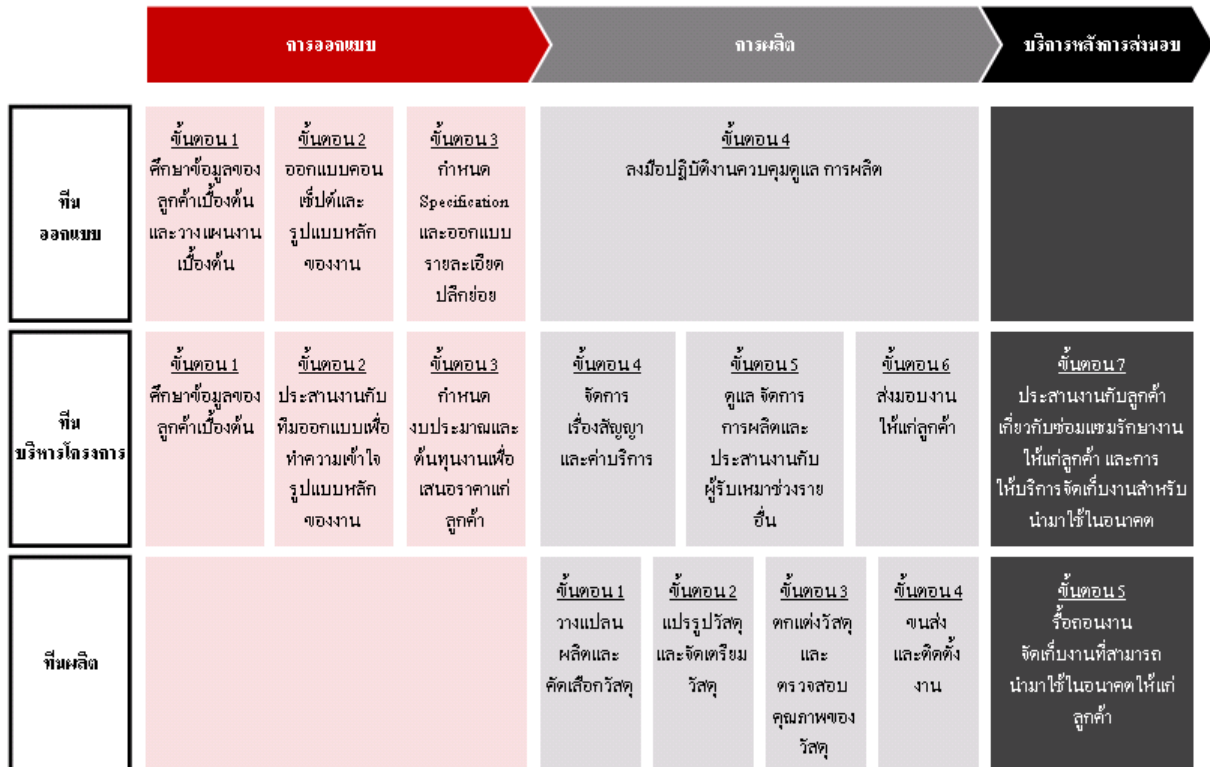 การออกแบบ
การผลิต
บริการหลังการส่งมอบ
ทีม
ออกแบบ
ขั้นตอน 1
ศึกษาข้อมูลของ
ลูกค้าเบื้องต้น
และวางแผนงาน
เบื้องต้น
ขั้นตอน 2
ออกแบบคอน
เซ็ปต์และ
รูปแบบหลัก
ของงาน
ขั้นตอน 3
กำหนด
Specification
และออกแบบ
รายละเอียด
ปลีกย่อย
ขั้นตอน 4
ลงมือปฏิบัติงานควบคุมดูแล การผลิต
ทีม
บริหารโครงการ
ขั้นตอน 1
ศึกษาข้อมูลของ
ลูกค้าเบื้องต้น
ขั้นตอน 2
ประสานงานกับ
ทีมออกแบบเพื่อ
ทำความเข้าใจ
รูปแบบหลัก
ของงาน
ขั้นตอน 3
กำหนด
งบประมาณและ
ต้นทุนงานเพื่อ
เสนอราคาแก่
ลูกค้า
ขั้นตอน 4
จัดการ
เรื่องสัญญา
และค่าบริการ
ขั้นตอน 5
ดูแล จัดการ
การผลิตและ
ประสานงานกับ
ผู้รับเหมาช่วงราย
อื่น
ขั้นตอน 6
ส่งมอบงาน
ให้แก่ลูกค้า
ขั้นตอน 7
ประสานงานกับลูกค้า
เกี่ยวกับซ่อมแซมรักษางาน
ให้แก่ลูกค้า และการ
ให้บริการจัดเก็บงานสำหรับ
นำมาใช้ในอนาคต
ทีมผลิต
ขั้นตอน 1
วางแปลน
ผลิตและ
คัดเลือกวัสดุ
ขั้นตอน 2
แปรรูปวัสดุ
และจัดเตรียม
วัสดุ
ขั้นตอน 3
ตกแต่งวัสดุ
และ
ตรวจสอบ
คุณภาพของ
วัสดุ
ขั้นตอน 4
ขนส่ง
และติดตั้ง
งาน
ขั้นตอน 5
รื้อถอนงาน
จัดเก็บงานที่สามารถ
นำมาใช้ในอนาคตให้แก่
ลูกค้า